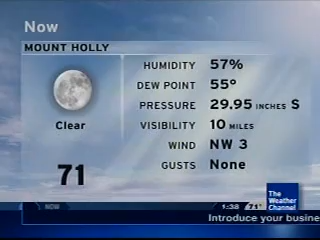 Now
MOUNT HOLLY
HUMIDITY 57%
DEW POINT 55°
PRESSURE 29.95 INCHES S
VISIBILITY 10 MILES
WIND NW 3
GUSTS None
Clear
71
The
Weather
Channel
NOW
1:38 71°
Introduce your busine